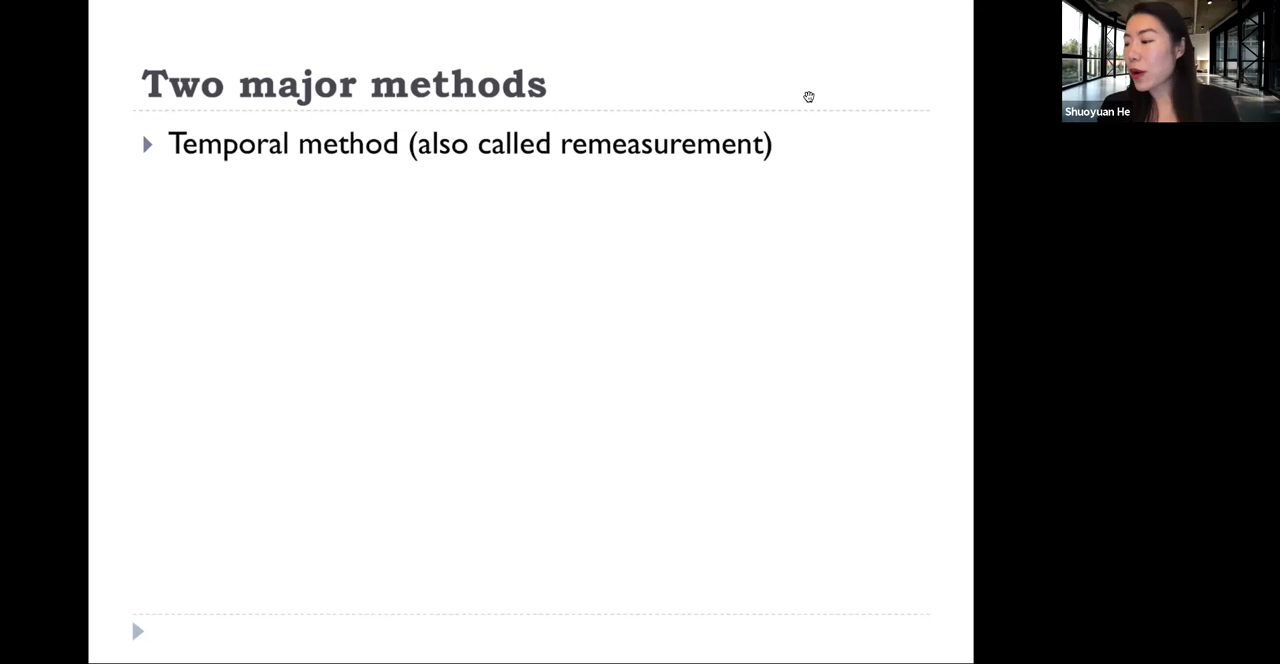 Two major methods
Temporal method (also called remeasurement)
Shuoyuan He